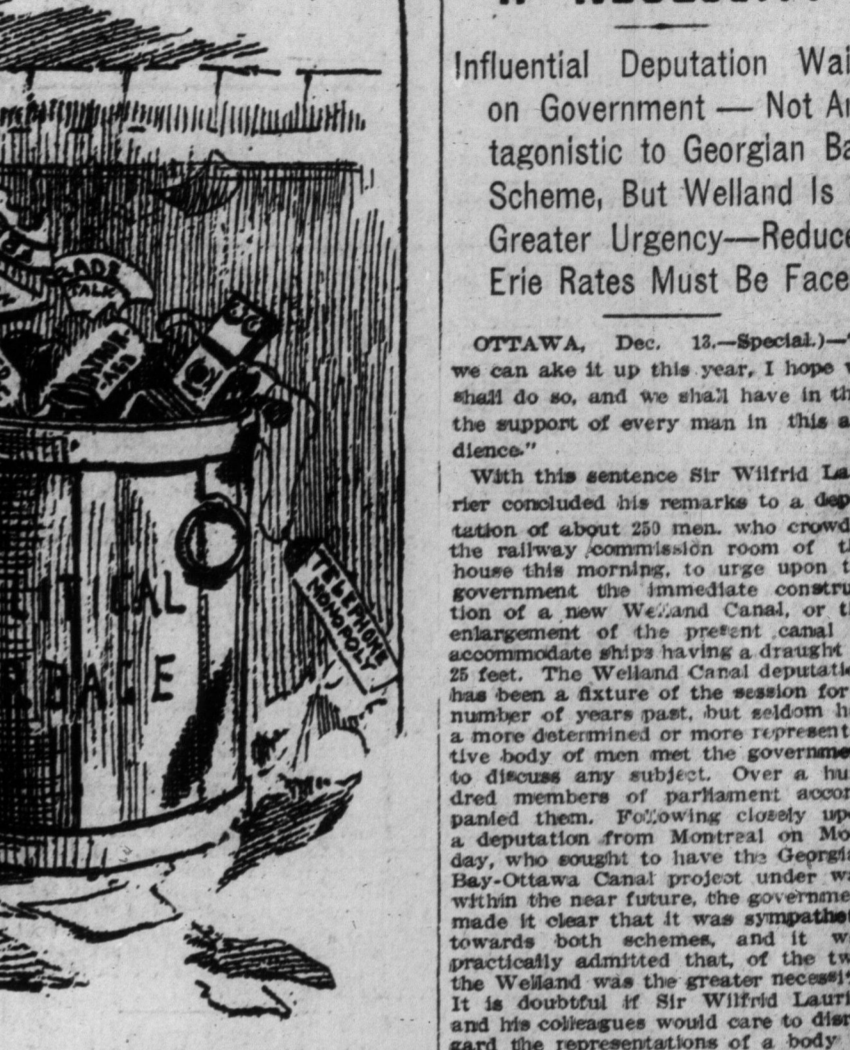 ADE
TALK
TELEPHONE
MONOPOLY
ICAL
RBAGE
Influential Deputation Wai
on Government — Not An
tagonistic to Georgian Ba
Scheme, But Welland Is
Greater Urgency—Reduce
Erie Rates Must Be Face
OTTAWA, Dec. 13.—Special.)—"
we can ake it up this year, I hope w
shall do so, and we shall have in th
the support of every man in this a
dience."
With this sentence Sir Wilfrid La
rier concluded his remarks to a dep
tation of about 250 men. who crowd
the railway commission room of t
house this morning, to urge upon t
government the immediate constru
tion of a new Welland Canal, or t
enlargement of the present canal
accommodate ships having a draught
25 feet. The Welland Canal deputati
has been a fixture of the session for
number of years past, but seldom h
a more determined or more represent
tive body of men met the governme
to discuss any subject. Over a hu
dred members of parliament accom
panied them. Following closely upo
a deputation from Montreal on Mo
day, who sought to have the Georgia
Bay-Ottawa Canal project under wa
within the near future, the governme
made it clear that it was sympathet
towards both schemes, and it w
practically admitted that, of the tw
the Welland was the greater necessi
It is doubtful if Sir Wilfrid Lauri
and his colleagues would care to disr
gard the representations of a body